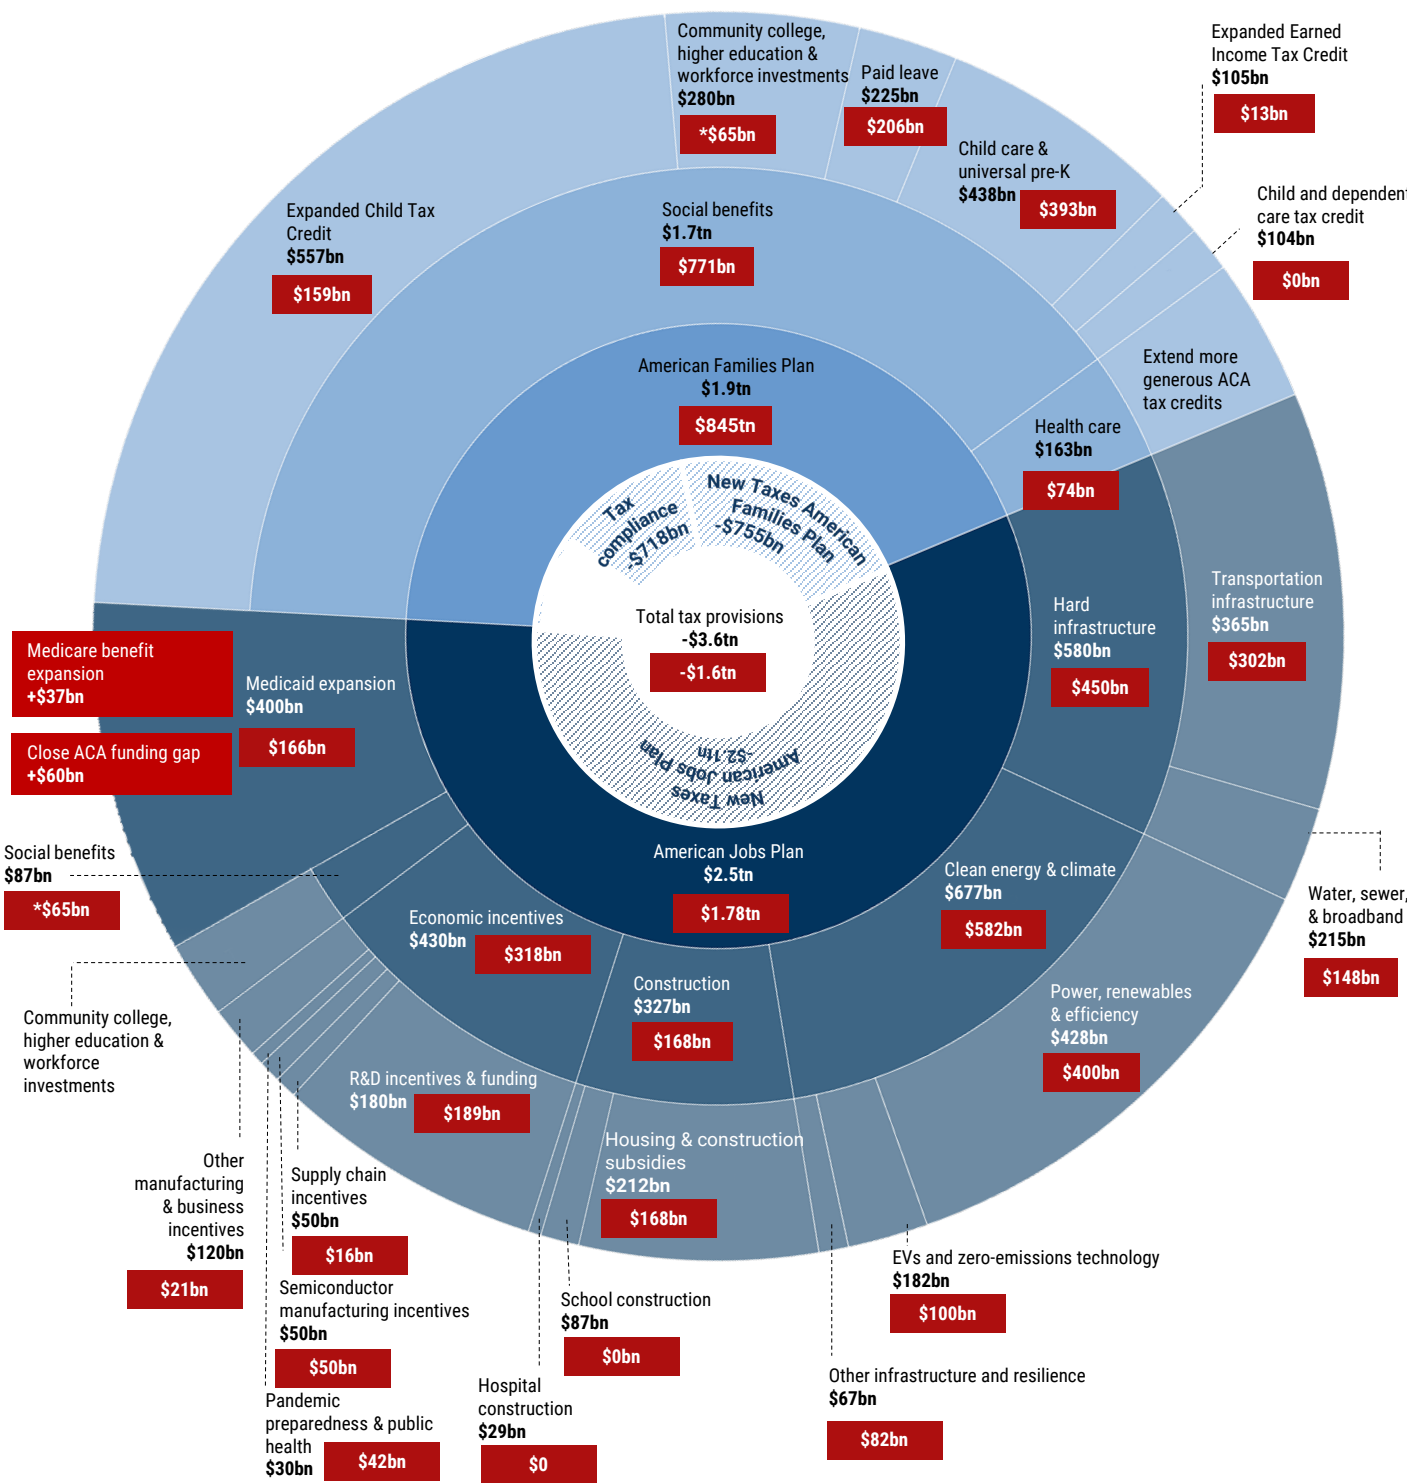 Community college,
higher education &
workforce investments
$280bn
*$65bn
Paid leave
$225bn
$206bn
Child care &
universal pre-K
$438bn
$393bn
Expanded Earned
Income Tax Credit
$105bn
$13bn
Child and dependent
care tax credit
$104bn
$0bn
Expanded Child Tax
Credit
$557bn
$159bn
Social benefits
$1.7tn
$771bn
Extend more
generous ACA
tax credits
American Families Plan
$1.9tn
$845tn
Health care
$163bn
$74bn
Tax
compliance
-$718bn
New Taxes American
Families Plan
-$755bn
Total tax provisions
-$3.6tn
-$1.6tn
New Taxes
American Jobs Plan
-$2.1tn
Hard
infrastructure
$580bn
$450bn
Transportation
infrastructure
$365bn
$302bn
Medicare benefit
expansion
+$37bn
Close ACA funding gap
+$60bn
Medicaid expansion
$400bn
$166bn
Social benefits
$87bn
*$65bn
American Jobs Plan
$2.5tn
$1.78tn
Clean energy & climate
$677bn
$582bn
Water, sewer,
& broadband
$215bn
$148bn
Economic incentives
$430bn
$318bn
Construction
$327bn
$168bn
Power, renewables
& efficiency
$428bn
$400bn
Community college,
higher education &
workforce
investments
R&D incentives & funding
$180bn
$189bn
Housing & construction
subsidies
$212bn
$168bn
Other
manufacturing
& business
incentives
$120bn
$21bn
Supply chain
incentives
$50bn
$16bn
Semiconductor
manufacturing incentives
$50bn
$50bn
Pandemic
preparedness & public
health
$30bn
$42bn
Hospital
construction
$29bn
$0
School construction
$87bn
$0bn
EVs and zero-emissions technology
$182bn
$100bn
Other infrastructure and resilience
$67bn
$82bn